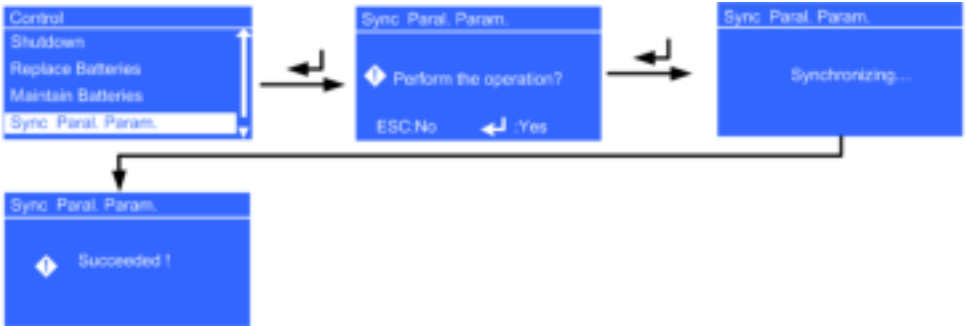 Control
Shutdown
Replace Batteries
Maintain Batteries
Sync Paral. Param.
Sync Paral. Param.
Perform the operation?
ESC:No :Yes
Sync Paral. Param.
Synchronizing...
Sync Paral. Param.
Succeeded !